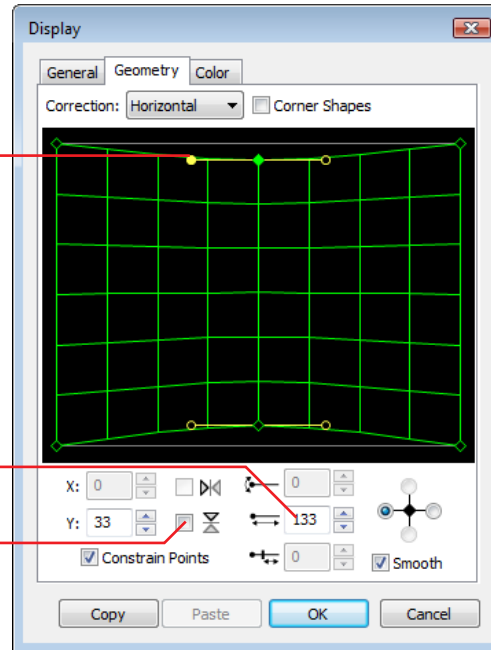 Display
General Geometry Color
Correction: Horizontal Corner Shapes
X: 0 0
Y: 33 133
Constrain Points 0 Smooth
Copy Paste OK Cancel